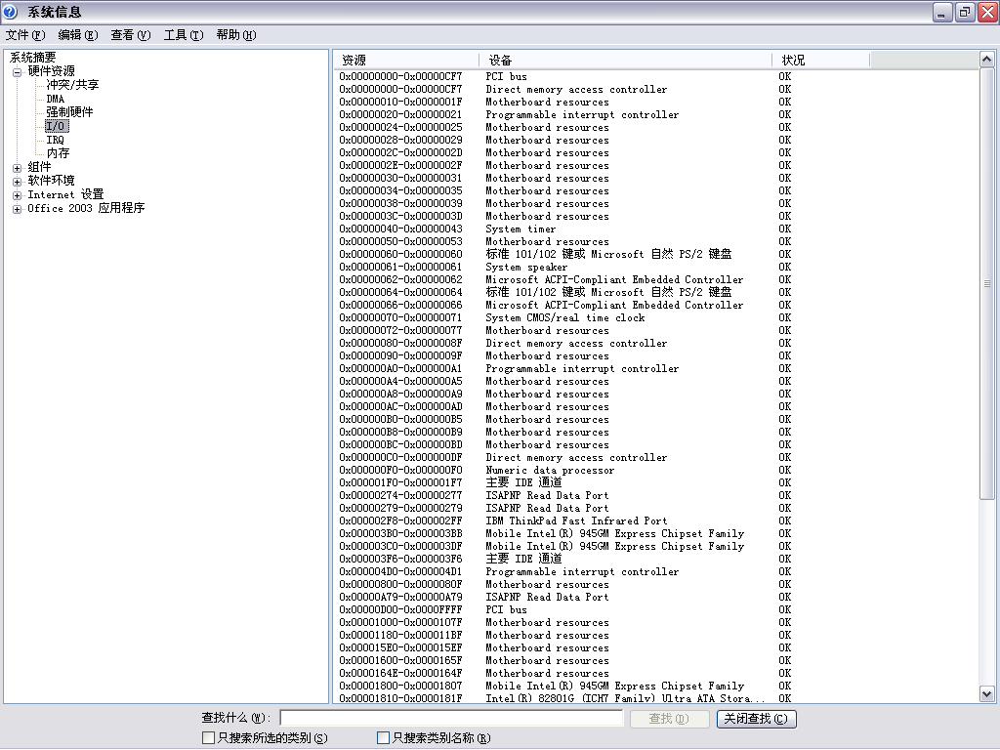 系统信息
文件(F) 编辑(E) 查看(V) 工具(T) 帮助(H)
系统摘要
硬件资源
冲突/共享
DMA
强制硬件
I/O
IRQ
内存
组件
软件环境
Internet 设置
Office 2003 应用程序
资源 设备 状况
0x00000000-0x00000CF7 PCI bus OK
0x00000000-0x00000CF7 Direct memory access controller OK
0x00000010-0x0000001F Motherboard resources OK
0x00000020-0x00000021 Programmable interrupt controller OK
0x00000024-0x00000025 Motherboard resources OK
0x00000028-0x00000029 Motherboard resources OK
0x0000002C-0x0000002D Motherboard resources OK
0x0000002E-0x0000002F Motherboard resources OK
0x00000030-0x00000031 Motherboard resources OK
0x00000034-0x00000035 Motherboard resources OK
0x00000038-0x00000039 Motherboard resources OK
0x0000003C-0x0000003D Motherboard resources OK
0x00000040-0x00000043 System timer OK
0x00000050-0x00000053 Motherboard resources OK
0x00000060-0x00000060 标准 101/102 键或 Microsoft 自然 PS/2 键盘 OK
0x00000061-0x00000061 System speaker OK
0x00000062-0x00000062 Microsoft ACPI-Compliant Embedded Controller OK
0x00000064-0x00000064 标准 101/102 键或 Microsoft 自然 PS/2 键盘 OK
0x00000066-0x00000066 Microsoft ACPI-Compliant Embedded Controller OK
0x00000070-0x00000071 System CMOS/real time clock OK
0x00000072-0x00000077 Motherboard resources OK
0x00000080-0x0000008F Direct memory access controller OK
0x00000090-0x0000009F Motherboard resources OK
0x000000A0-0x000000A1 Programmable interrupt controller OK
0x000000A4-0x000000A5 Motherboard resources OK
0x000000A8-0x000000A9 Motherboard resources OK
0x000000AC-0x000000AD Motherboard resources OK
0x000000B0-0x000000B5 Motherboard resources OK
0x000000B8-0x000000B9 Motherboard resources OK
0x000000BC-0x000000BD Motherboard resources OK
0x000000C0-0x000000DF Direct memory access controller OK
0x000000F0-0x000000F0 Numeric data processor OK
0x000001F0-0x000001F7 主要 IDE 通道 OK
0x00000274-0x00000277 ISAPNP Read Data Port OK
0x00000279-0x00000279 ISAPNP Read Data Port OK
0x000002F8-0x000002FF IBM ThinkPad Fast Infrared Port OK
0x000003B0-0x000003BB Mobile Intel(R) 945GM Express Chipset Family OK
0x000003C0-0x000003DF Mobile Intel(R) 945GM Express Chipset Family OK
0x000003F6-0x000003F6 主要 IDE 通道 OK
0x000004D0-0x000004D1 Programmable interrupt controller OK
0x00000800-0x0000080F Motherboard resources OK
0x00000A79-0x00000A79 ISAPNP Read Data Port OK
0x00000D00-0x0000FFFF PCI bus OK
0x00001000-0x0000107F Motherboard resources OK
0x00001180-0x000011BF Motherboard resources OK
0x000015E0-0x000015EF Motherboard resources OK
0x00001600-0x0000165F Motherboard resources OK
0x0000164E-0x0000164F Motherboard resources OK
0x00001800-0x00001807 Mobile Intel(R) 945GM Express Chipset Family OK
0x00001810-0x0000181F Intel(R) 82801G (ICH7 Family) Ultra ATA Stora... OK
查找什么(W): 查找(D) 关闭查找(C)
只搜索所选的类别(S) 只搜索类别名称(R)